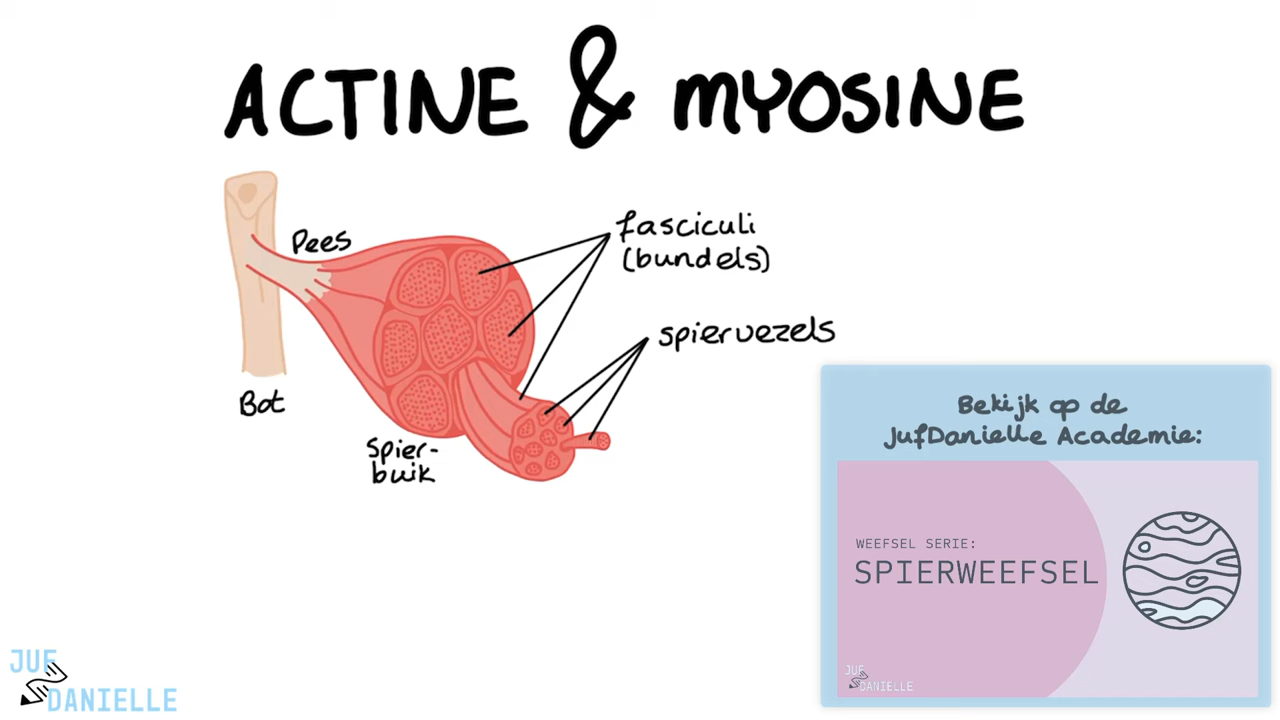 ACTINE & MYOSINE
Pees
fasciculi
(bundels)
spiervezels
Bot
Spier-
buik
Bekijk op de
JufDanielle Academie:
WEEFSEL SERIE:
SPIERWEEFSEL
JUF
DANIELLE
JUF
DANIELLE